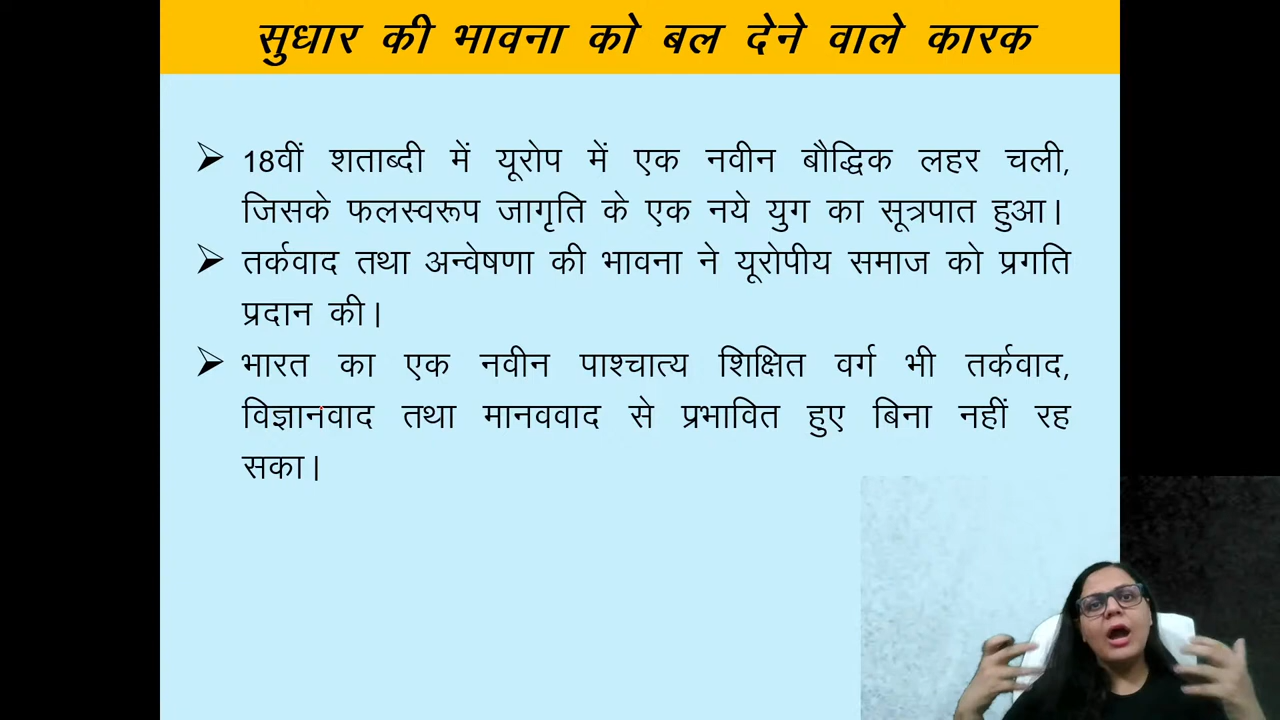 सुधार की भावना को बल देने वाले कारक
➢ 18वीं शताब्दी में यूरोप में एक नवीन बौद्धिक लहर चली,
जिसके फलस्वरूप जागृति के एक नये युग का सूत्रपात हुआ।
➢ तर्कवाद तथा अन्वेषणा की भावना ने यूरोपीय समाज को प्रगति
प्रदान की।
➢ भारत का एक नवीन पाश्चात्य शिक्षित वर्ग भी तर्कवाद,
विज्ञानवाद तथा मानववाद से प्रभावित हुए बिना नहीं रह
सका।